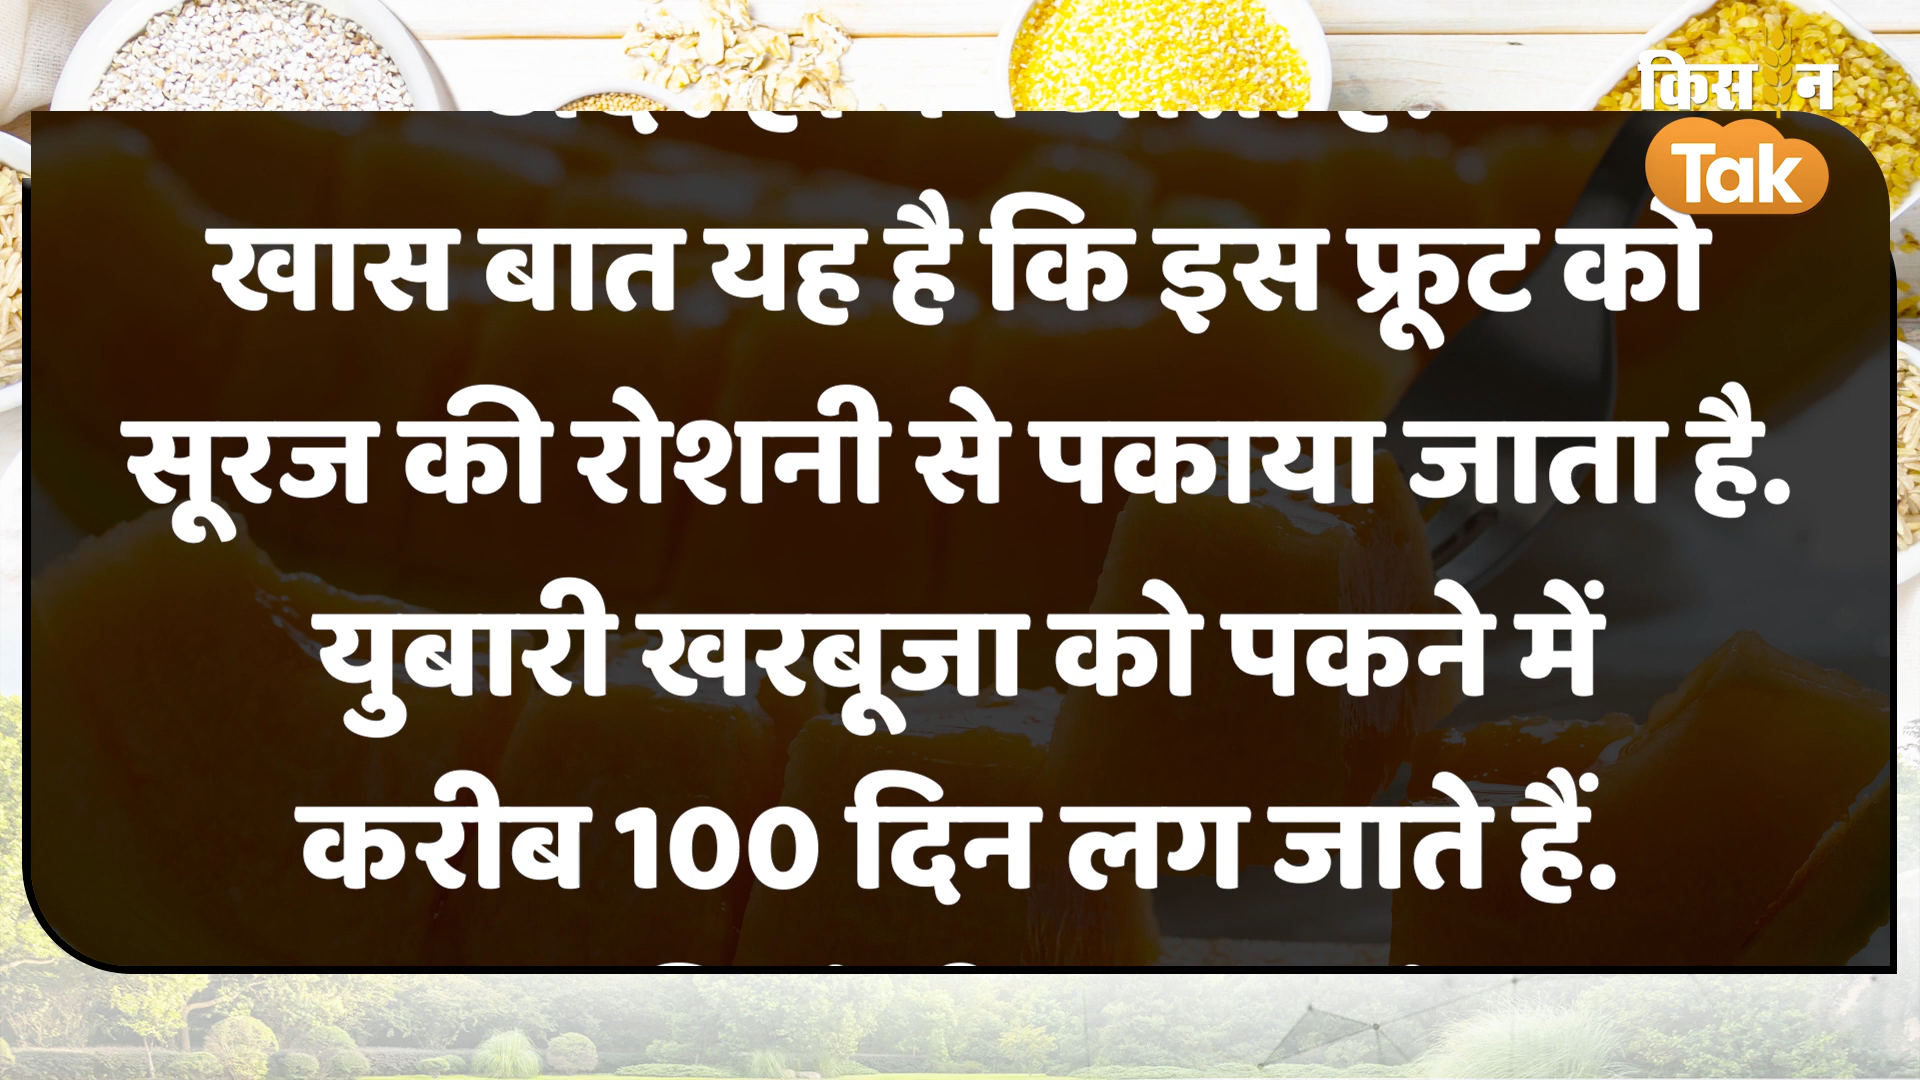 किसान
Tak
खास बात यह है कि इस फ्रूट को
सूरज की रोशनी से पकाया जाता है.
युबारी खरबूजा को पकने में
करीब 100 दिन लग जाते हैं.